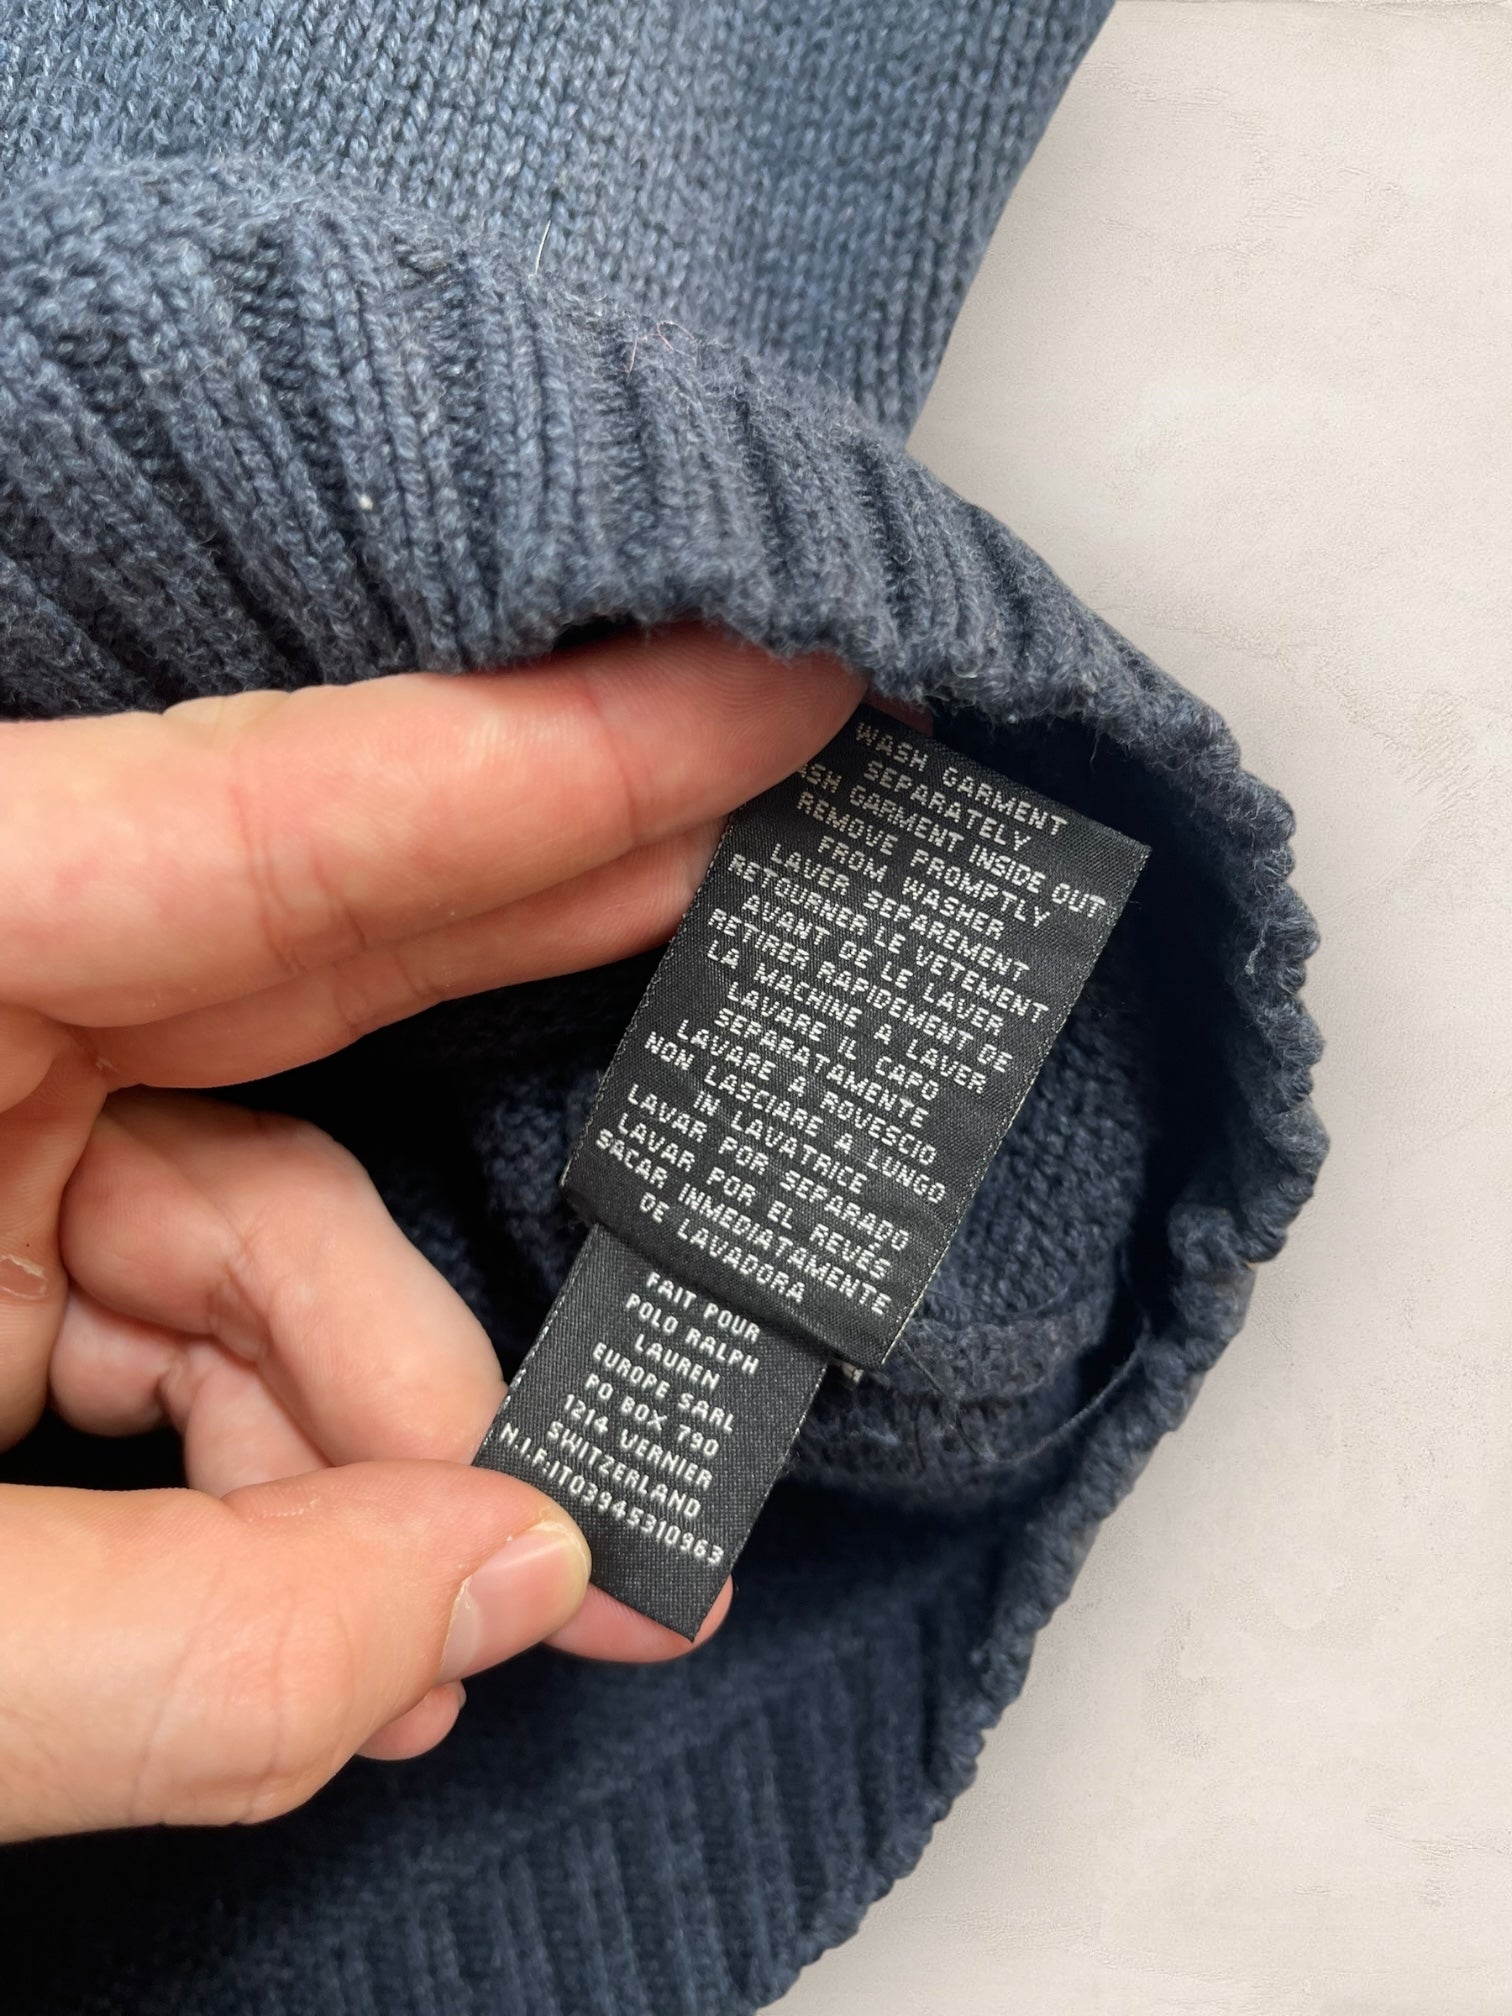 WASH GARMENT
SEPARATELY
GARMENT INSIDE OUT
REMOVE PROMPTLY
FROM WASHER
LAVER SEPAREMENT
RETOURNER LE VETEMENT
AVANT DE LE LAVER
RETIRER RAPIDEMENT DE
LA MACHINE A LAVER
LAVARE IL CAPO
SEPARATAMENTE
LAVARE A ROVESCIO
NON LASCIARE A LUNGO
IN LAVATRICE
LAVAR POR SEPARADO
LAVAR POR EL REVÉS
SACAR INMEDIATAMENTE
DE LAVADORA
FAIT POUR
POLO RALPH
LAUREN
EUROPE SARL
PO BOX 790
1214 VERNIER
SWITZERLAND
N.I.F:IT03945310963